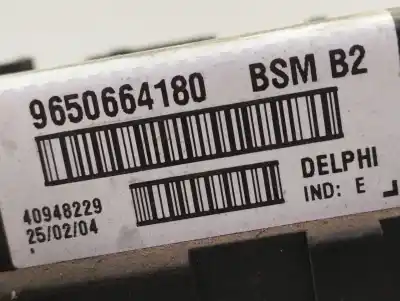 9650664180 BSM B2
40948229 DELPHI
25/02/04 IND: E